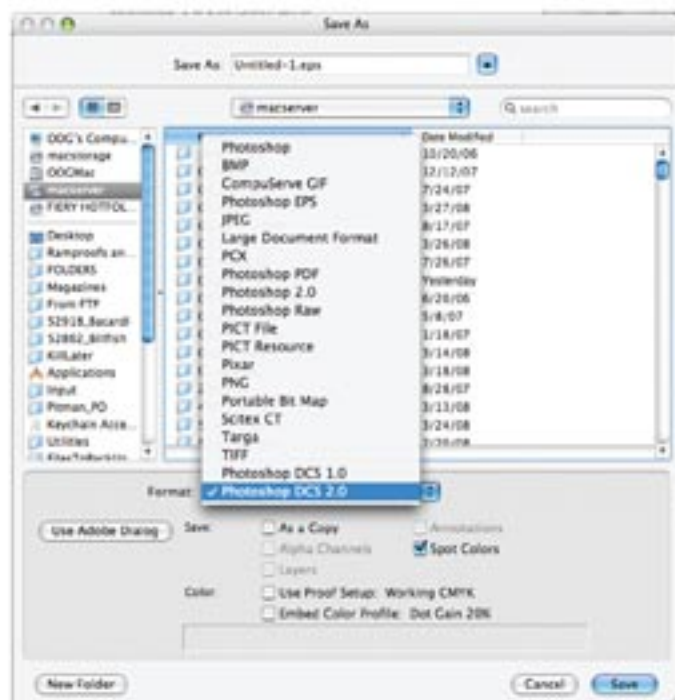 Save As
Save As: Untitled-1.eps
macserver
search
OOG's Compu...
macstorage
OOGMac
macserver
FIERY HOTFOL...
Desktop
Ramproofs an...
FOLDERS
Magazines
From FTP
KillLater
Applications
Input
Pitman_PO
Keychain Acce...
Utilities
Date Modified
10/20/06
12/12/07
7/24/07
3/27/08
8/17/07
3/26/08
7/26/07
Yesterday
6/20/06
5/8/07
1/18/07
3/14/08
3/18/08
8/28/07
3/13/08
3/24/08
Photoshop
BMP
CompuServe GIF
Photoshop EPS
JPEG
Large Document Format
PCX
Photoshop PDF
Photoshop 2.0
Photoshop Raw
PICT File
PICT Resource
Pixar
PNG
Portable Bit Map
Scitex CT
Targa
TIFF
Photoshop DCS 1.0
Format: ✓ Photoshop DCS 2.0
Use Adobe Dialog
Save: As a Copy
Annotations
Alpha Channels
Spot Colors
Layers
Color: Use Proof Setup: Working CMYK
Embed Color Profile: Dot Gain 20%
New Folder
Cancel
Save